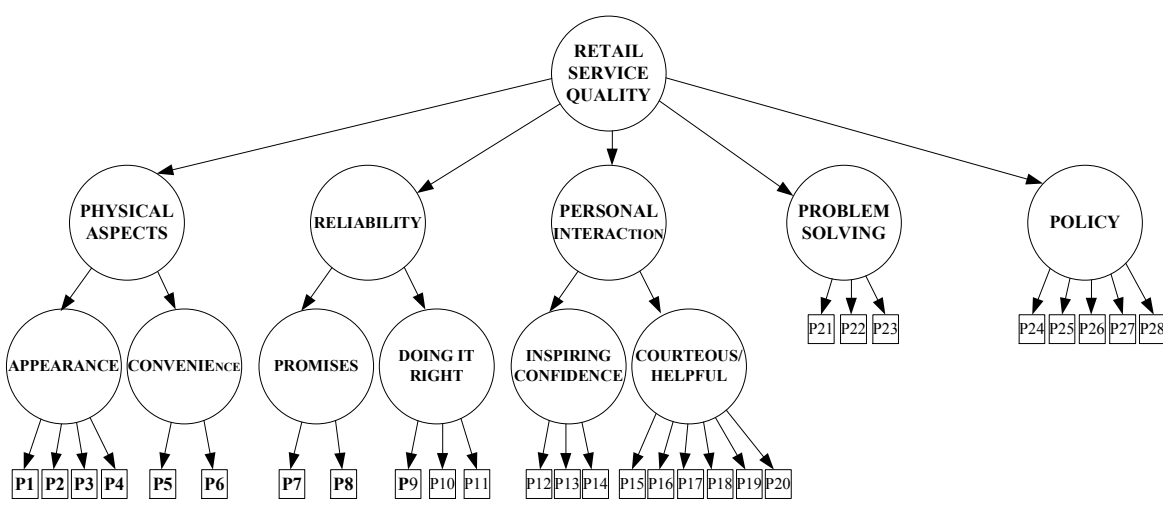 RETAIL
SERVICE
QUALITY
PHYSICAL
ASPECTS
RELIABILITY
PERSONAL
INTERACTION
PROBLEM
SOLVING
POLICY
P21 P22 P23
P24 P25 P26 P27 P28
APPEARANCE
CONVENIENCE
PROMISES
DOING IT
RIGHT
INSPIRING
CONFIDENCE
COURTEOUS/
HELPFUL
P1 P2 P3 P4
P5 P6
P7 P8
P9 P10 P11
P12 P13 P14
P15 P16 P17 P18 P19 P20